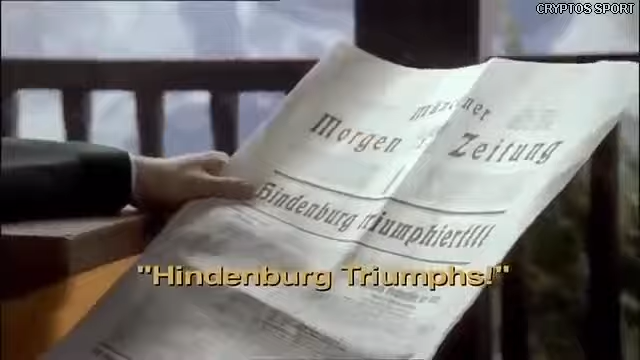 CRYPTOS SPORT
Münchner
Morgen Zeitung
Hindenburg triumphiert!!!
"Hindenburg Triumphs!"